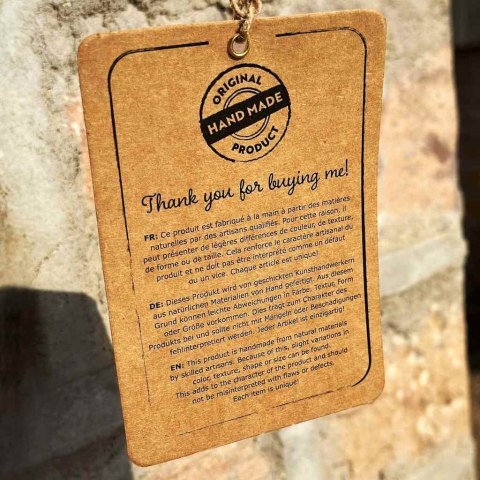 ORIGINAL
HAND MADE
PRODUCT
Thank you for buying me!
FR: Ce produit est fabriqué à la main à partir des matières
naturelles par des artisans qualifiés. Pour cette raison, il
peut présenter de légères différences de couleur, de texture,
de forme ou de taille. Cela renforce le caractère artisanal du
produit et ne doit pas être interprété comme un défaut
ou un vice. Chaque article est unique!
DE: Dieses Produkt wird von geschickten Kunsthandwerkern
aus natürlichen Materialien von Hand gefertigt. Aus diesem
Grund können leichte Abweichungen in Farbe, Textur, Form
oder Größe vorkommen. Dies tragt zum Charakter des
Produkts bei und sollte nicht mit Mängeln oder Beschädigungen
fehlinterpretiert werden. Jeder Artikel ist einzigartig!
EN: This product is handmade from natural materials
by skilled artisans. Because of this, slight variations in
color, texture, shape or size can be found.
This adds to the character of the product and should
not be misinterpreted with flaws or defects.
Each item is unique!